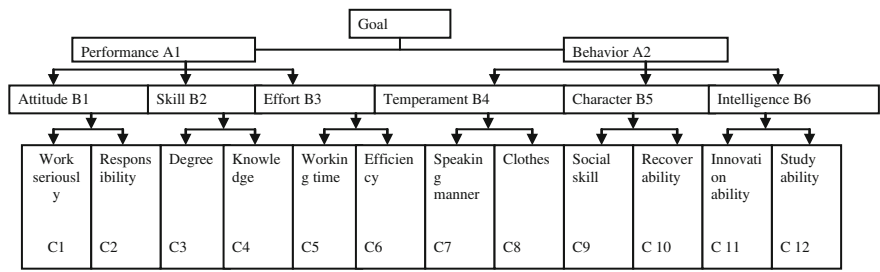 Goal
Performance A1
Behavior A2
Attitude B1
Skill B2
Effort B3
Temperament B4
Character B5
Intelligence B6
Work
seriousl
y
C1
Respons
ibility
C2
Degree
C3
Knowle
dge
C4
Workin
g time
C5
Efficien
cy
C6
Speakin
g
manner
C7
Clothes
C8
Social
skill
C9
Recover
ability
C 10
Innovati
on
ability
C 11
Study
ability
C 12